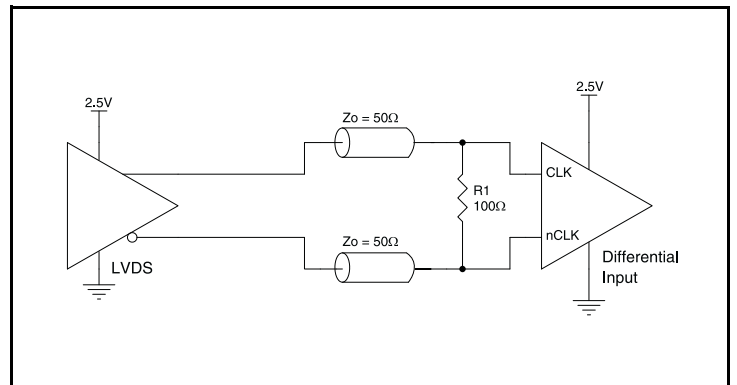 2.5V
2.5V
Zo = 50Ω
CLK
R1
100Ω
nCLK
Zo = 50Ω
LVDS
Differential
Input